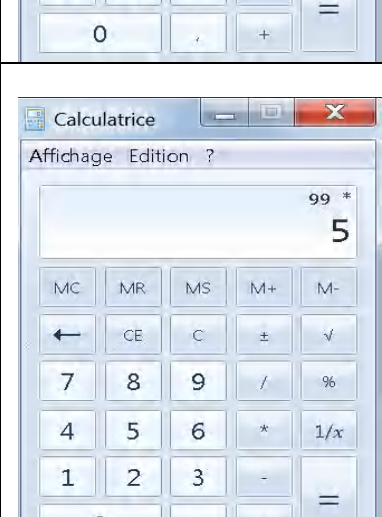 =
0 , +
Calculatrice
Affichage Edition ?
99 *
5
MC MR MS M+ M-
← CE C ± √
7 8 9 / %
4 5 6 * 1/x
1 2 3 -
=